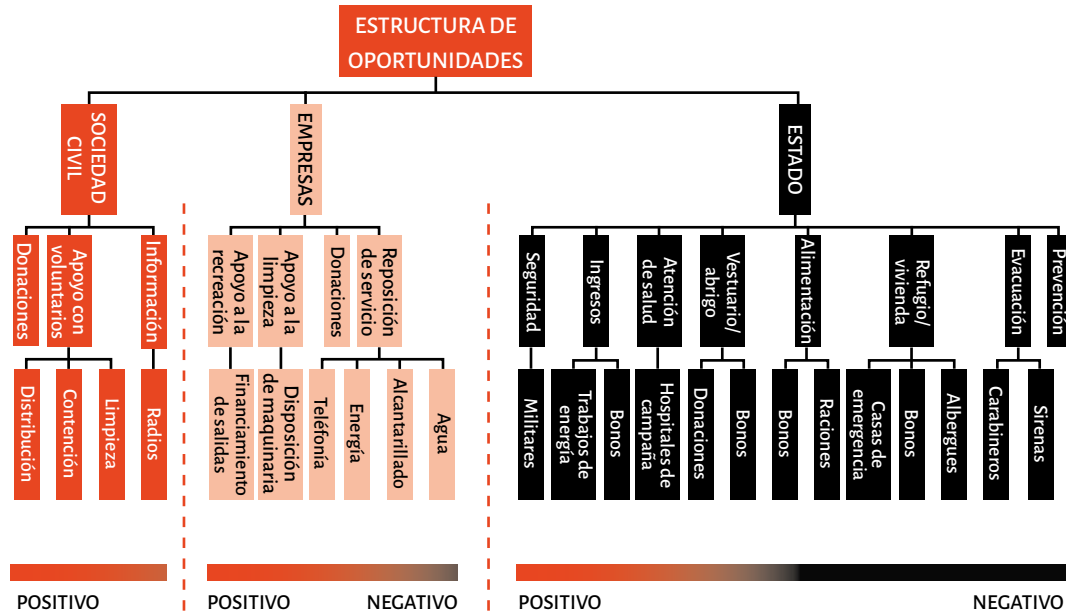 ESTRUCTURA DE
OPORTUNIDADES
SOCIEDAD
CIVIL
EMPRESAS
ESTADO
Donaciones
Apoyo con
voluntarios
Información
Apoyo a la
recreación
Apoyo a la
limpieza
Donaciones
Reposición
de servicio
Seguridad
Ingresos
Atención
de salud
Vestuario/
abrigo
Alimentación
Refugio/
vivienda
Evacuación
Prevención
Distribución
Contención
Limpieza
Radios
Financiamiento
de salidas
Disposición
de maquinaria
Teléfonía
Energía
Alcantarillado
Agua
Militares
Trabajos de
energía
Bonos
Hospitales de
campaña
Donaciones
Bonos
Bonos
Raciones
Casas de
emergencia
Bonos
Albergues
Carabineros
Sirenas
POSITIVO
POSITIVO
NEGATIVO
POSITIVO
NEGATIVO